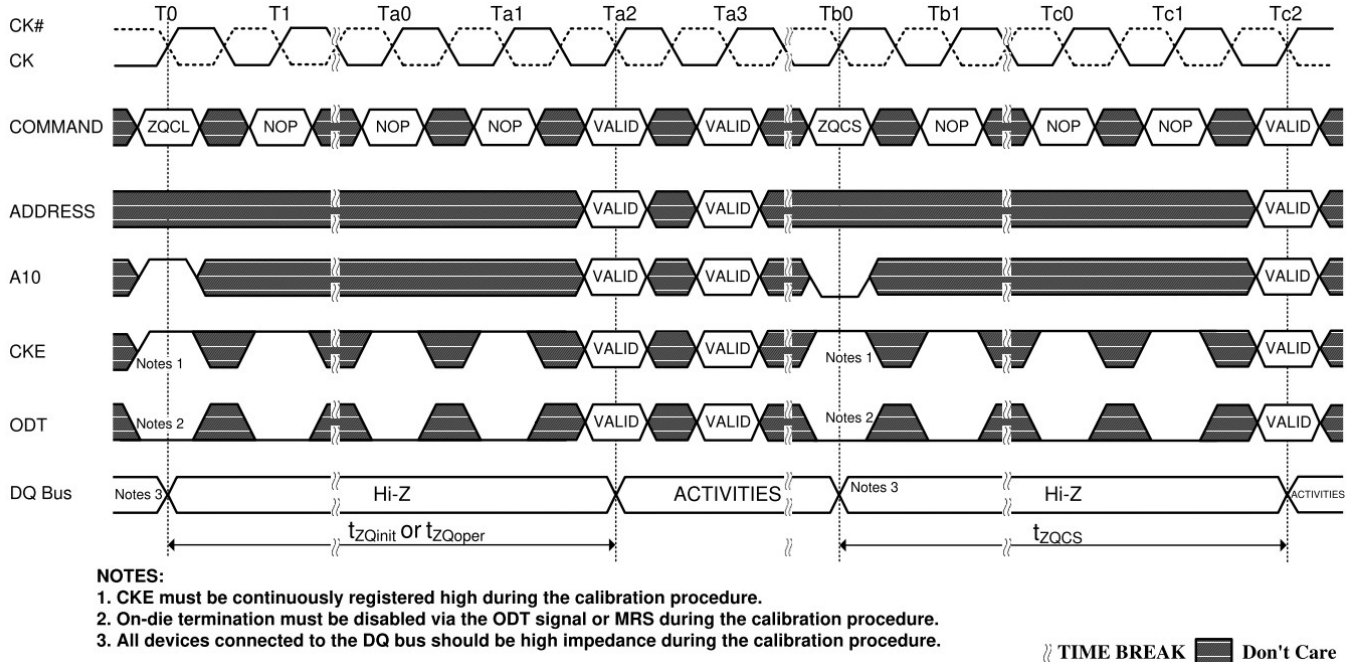 T0 T1 Ta0 Ta1 Ta2 Ta3 Tb0 Tb1 Tc0 Tc1 Tc2
CK#
CK
COMMAND ZQCL NOP NOP NOP VALID VALID ZQCS NOP NOP NOP VALID
ADDRESS VALID VALID VALID
A10 VALID VALID VALID
CKE Notes 1 VALID VALID Notes 1 VALID
ODT Notes 2 VALID VALID Notes 2 VALID
DQ Bus Notes 3 Hi-Z ACTIVITIES Notes 3 Hi-Z ACTIVITIES
tZQinit or tZQoper tZQCS
NOTES:
1. CKE must be continuously registered high during the calibration procedure.
2. On-die termination must be disabled via the ODT signal or MRS during the calibration procedure.
3. All devices connected to the DQ bus should be high impedance during the calibration procedure.
TIME BREAK Don't Care